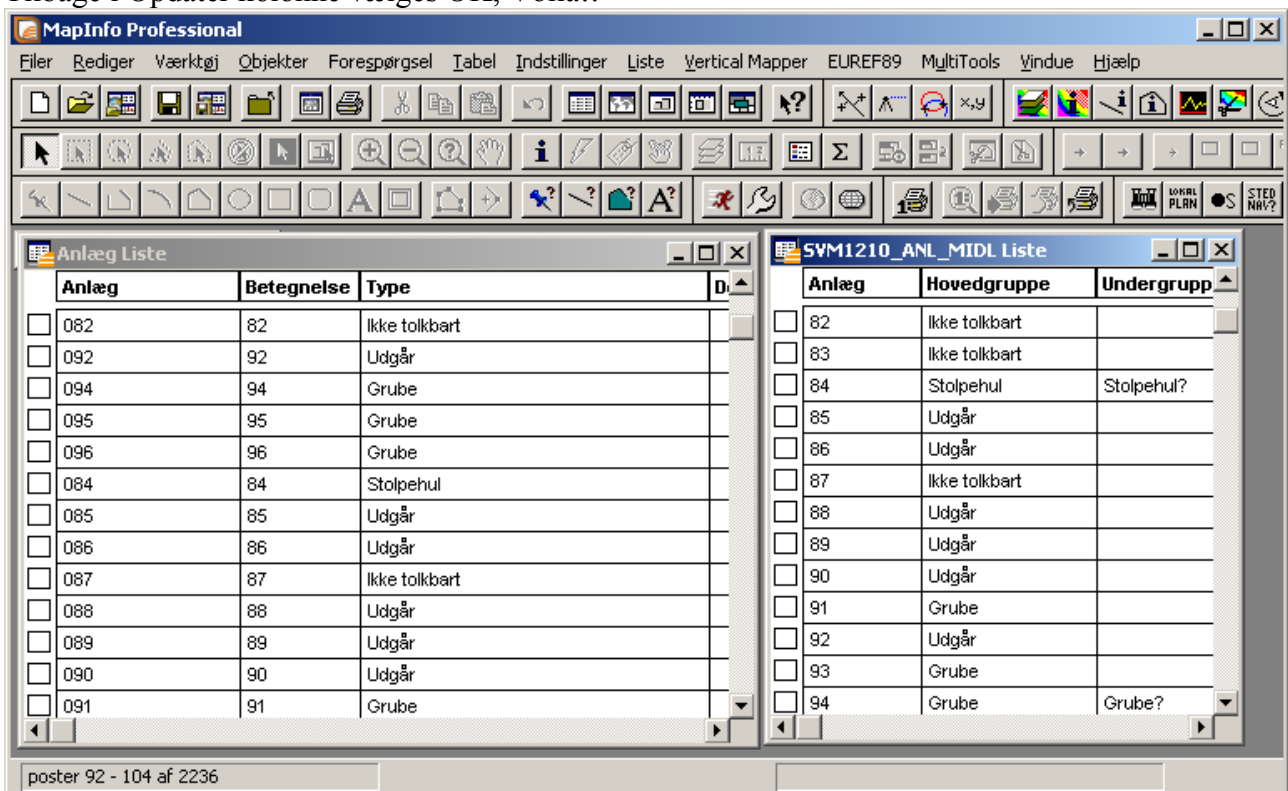 MapInfo Professional
Filer Rediger Værktøj Objekter Forespørgsel Tabel Indstillinger Liste Vertical Mapper EUREF89 MultiTools Vindue Hjælp
x,y
LOKAL PLAN S STED NAV?
Anlæg Liste
Anlæg Betegnelse Type
082 82 Ikke tolkbart
092 92 Udgår
094 94 Grube
095 95 Grube
096 96 Grube
084 84 Stolpehul
085 85 Udgår
086 86 Udgår
087 87 Ikke tolkbart
088 88 Udgår
089 89 Udgår
090 90 Udgår
091 91 Grube
SVM1210_ANL_MIDL Liste
Anlæg Hovedgruppe Undergrupp
82 Ikke tolkbart
83 Ikke tolkbart
84 Stolpehul Stolpehul?
85 Udgår
86 Udgår
87 Ikke tolkbart
88 Udgår
89 Udgår
90 Udgår
91 Grube
92 Udgår
93 Grube
94 Grube Grube?
poster 92 - 104 af 2236